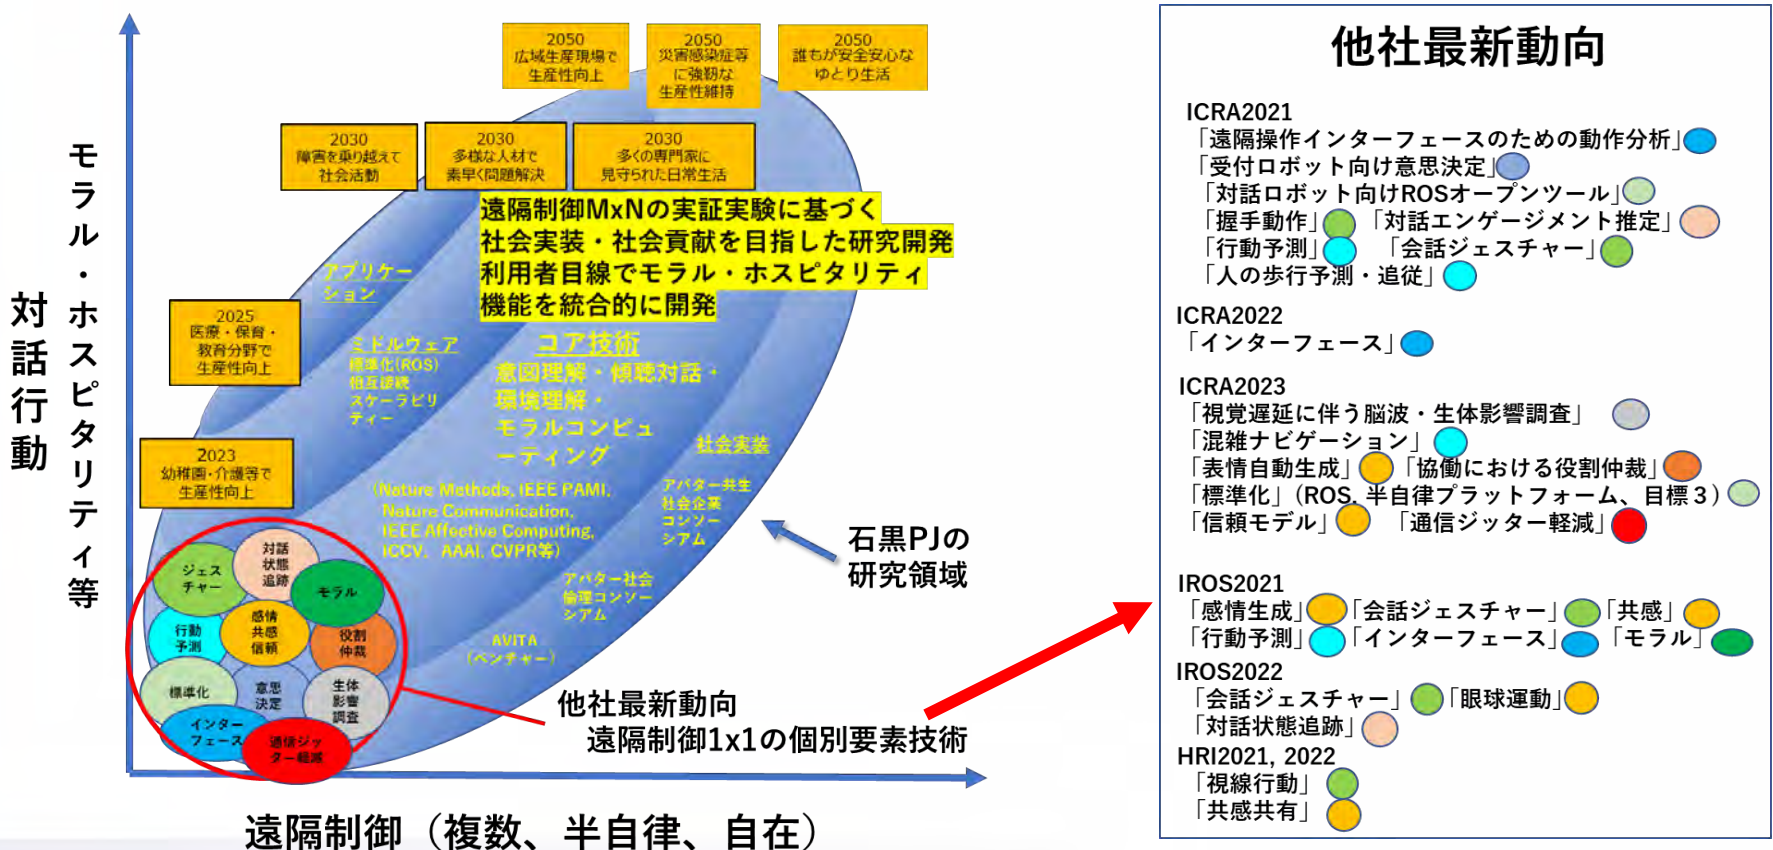 対話行動
モラル・ホスピタリティ等
2050
広域生産現場で
生産性向上
2050
災害感染症等
に強靭な
生産性維持
2050
誰もが安全安心な
ゆとり生活
2030
障害を乗り越えて
社会活動
2030
多様な人材で
素早く問題解決
2030
多くの専門家に
見守られた日常生活
遠隔制御MxNの実証実験に基づく
社会実装・社会貢献を目指した研究開発
利用者目線でモラル・ホスピタリティ
機能を統合的に開発
アプリケー
ション
2025
医療・保育・
教育分野で
生産性向上
ミドルウェア
標準化(ROS)
相互接続
スケーラビリ
ティー
コア技術
意図理解・傾聴対話・
環境理解・
モラルコンピュ
ーティング
(Nature Methods, IEEE PAMI,
Nature Communication,
IEEE Affective Computing,
ICCV, AAAI, CVPR等)
社会実装
アバター共生
社会企業
コンソー
シアム
アバター社会
倫理コンソー
シアム
AVITA
(ベンチャー)
2023
幼稚園・介護等で
生産性向上
ジェス
チャー
対話
状態
追跡
モラル
行動
予測
感情
共感
信頼
役割
仲裁
標準化
意思
決定
生体
影響
調査
インター
フェース
通信ジッ
ター軽減
石黒PJの
研究領域
他社最新動向
遠隔制御1x1の個別要素技術
遠隔制御（複数、半自律、自在）
他社最新動向
ICRA2021
「遠隔操作インターフェースのための動作分析」
「受付ロボット向け意思決定」
「対話ロボット向けROSオープンツール」
「握手動作」 「対話エンゲージメント推定」
「行動予測」 「会話ジェスチャー」
「人の歩行予測・追従」
ICRA2022
「インターフェース」
ICRA2023
「視覚遅延に伴う脳波・生体影響調査」
「混雑ナビゲーション」
「表情自動生成」 「協働における役割仲裁」
「標準化」（ROS, 半自律プラットフォーム、目標３）
「信頼モデル」 「通信ジッター軽減」
IROS2021
「感情生成」 「会話ジェスチャー」 「共感」
「行動予測」 「インターフェース」 「モラル」
IROS2022
「会話ジェスチャー」 「眼球運動」
「対話状態追跡」
HRI2021, 2022
「視線行動」
「共感共有」